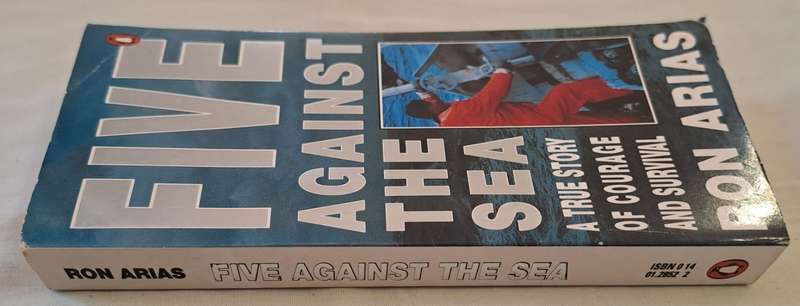 FIVE
AGAINST
THE
SEA
A TRUE STORY
OF COURAGE
AND SURVIVAL
RON ARIAS
RON ARIAS FIVE AGAINST THE SEA
ISBN 0 14
01.2952 2